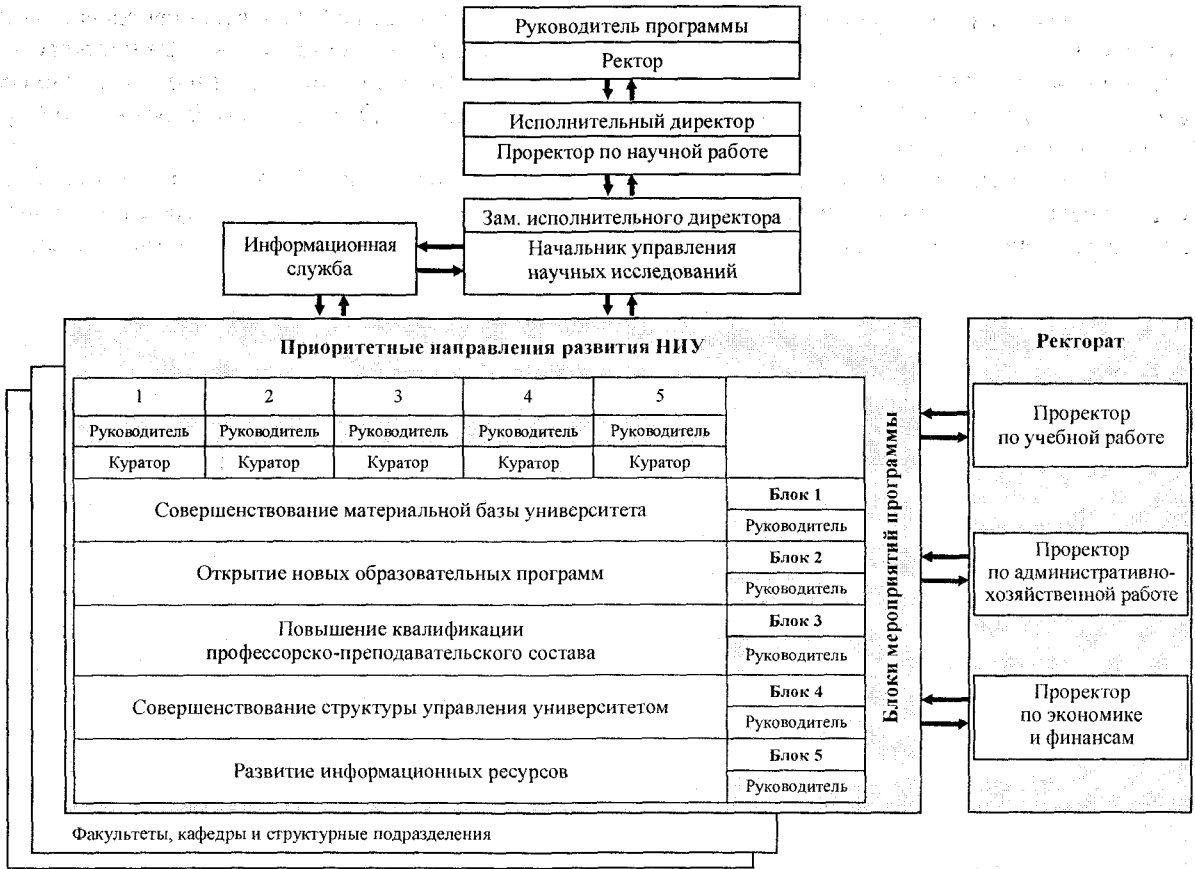 Руководитель программы
Ректор
Исполнительный директор
Проректор по научной работе
Зам. исполнительного директора
Начальник управления
научных исследований
Информационная
служба
Приоритетные направления развития НИУ
1 2 3 4 5
Руководитель Руководитель Руководитель Руководитель Руководитель
Куратор Куратор Куратор Куратор Куратор
Совершенствование материальной базы университета
Блок 1
Руководитель
Открытие новых образовательных программ
Блок 2
Руководитель
Повышение квалификации
профессорско-преподавательского состава
Блок 3
Руководитель
Совершенствование структуры управления университетом
Блок 4
Руководитель
Развитие информационных ресурсов
Блок 5
Руководитель
Блоки мероприятий программы
Факультеты, кафедры и структурные подразделения
Ректорат
Проректор
по учебной работе
Проректор
по административно-
хозяйственной работе
Проректор
по экономике
и финансам